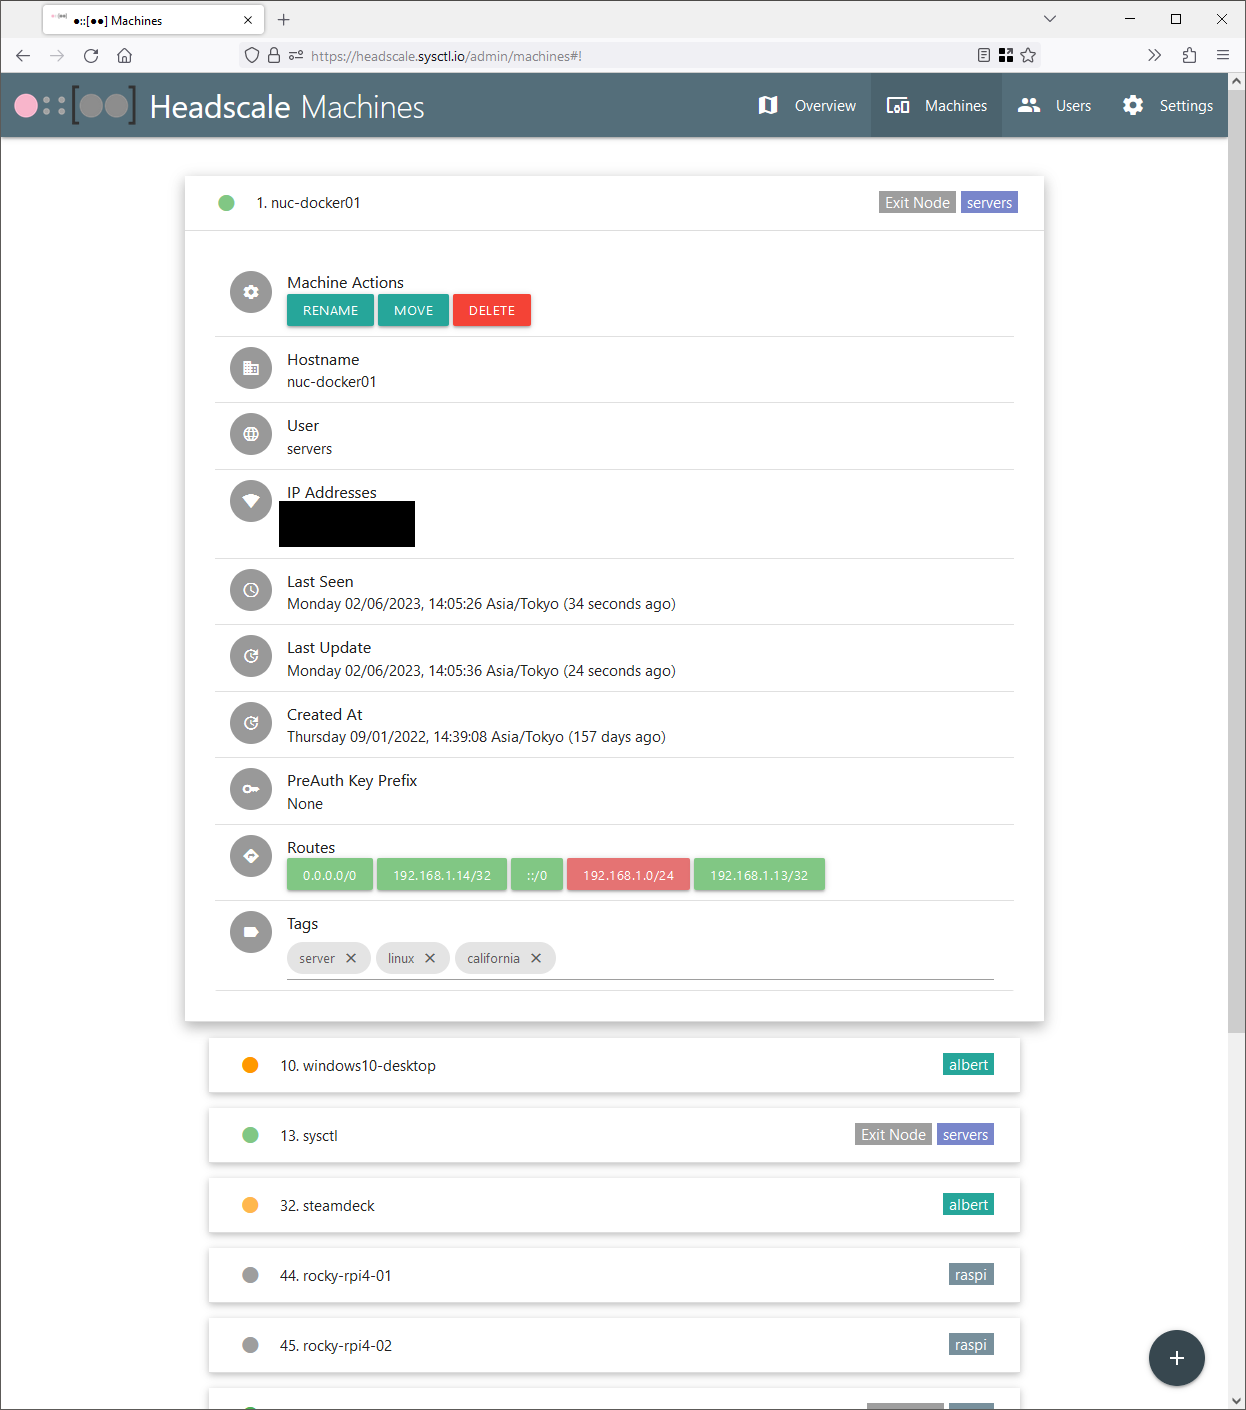 ●::[●●] Machines
https://headscale.sysctl.io/admin/machines#!
Headscale Machines
Overview
Machines
Users
Settings
1. nuc-docker01
Exit Node
servers
Machine Actions
RENAME
MOVE
DELETE
Hostname
nuc-docker01
User
servers
IP Addresses
Last Seen
Monday 02/06/2023, 14:05:26 Asia/Tokyo (34 seconds ago)
Last Update
Monday 02/06/2023, 14:05:36 Asia/Tokyo (24 seconds ago)
Created At
Thursday 09/01/2022, 14:39:08 Asia/Tokyo (157 days ago)
PreAuth Key Prefix
None
Routes
0.0.0.0/0
192.168.1.14/32
::/0
192.168.1.0/24
192.168.1.13/32
Tags
server
linux
california
10. windows10-desktop
albert
13. sysctl
Exit Node
servers
32. steamdeck
albert
44. rocky-rpi4-01
raspi
45. rocky-rpi4-02
raspi